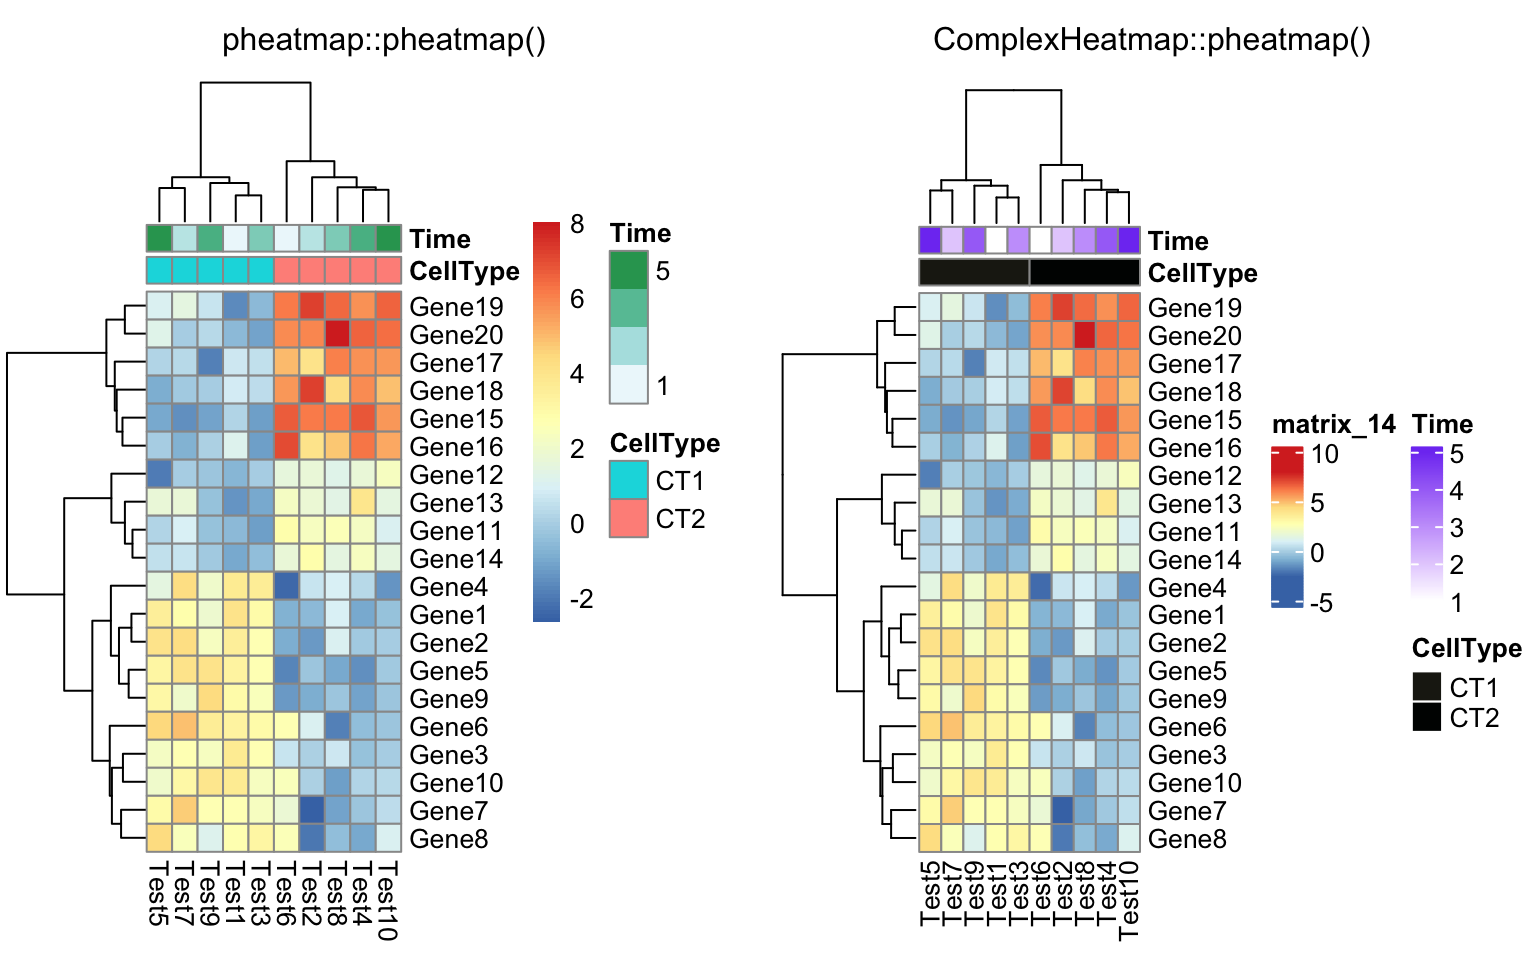 pheatmap::pheatmap()
Time
CellType
Gene19
Gene20
Gene17
Gene18
Gene15
Gene16
Gene12
Gene13
Gene11
Gene14
Gene4
Gene1
Gene2
Gene5
Gene9
Gene6
Gene3
Gene10
Gene7
Gene8
Test5
Test7
Test9
Test1
Test3
Test6
Test2
Test8
Test4
Test10
8
6
4
2
0
-2
Time
5
1
CellType
CT1
CT2
ComplexHeatmap::pheatmap()
Time
CellType
Gene19
Gene20
Gene17
Gene18
Gene15
Gene16
Gene12
Gene13
Gene11
Gene14
Gene4
Gene1
Gene2
Gene5
Gene9
Gene6
Gene3
Gene10
Gene7
Gene8
Test5
Test7
Test9
Test1
Test3
Test6
Test2
Test8
Test4
Test10
matrix_14
10
5
0
-5
Time
5
4
3
2
1
CellType
CT1
CT2